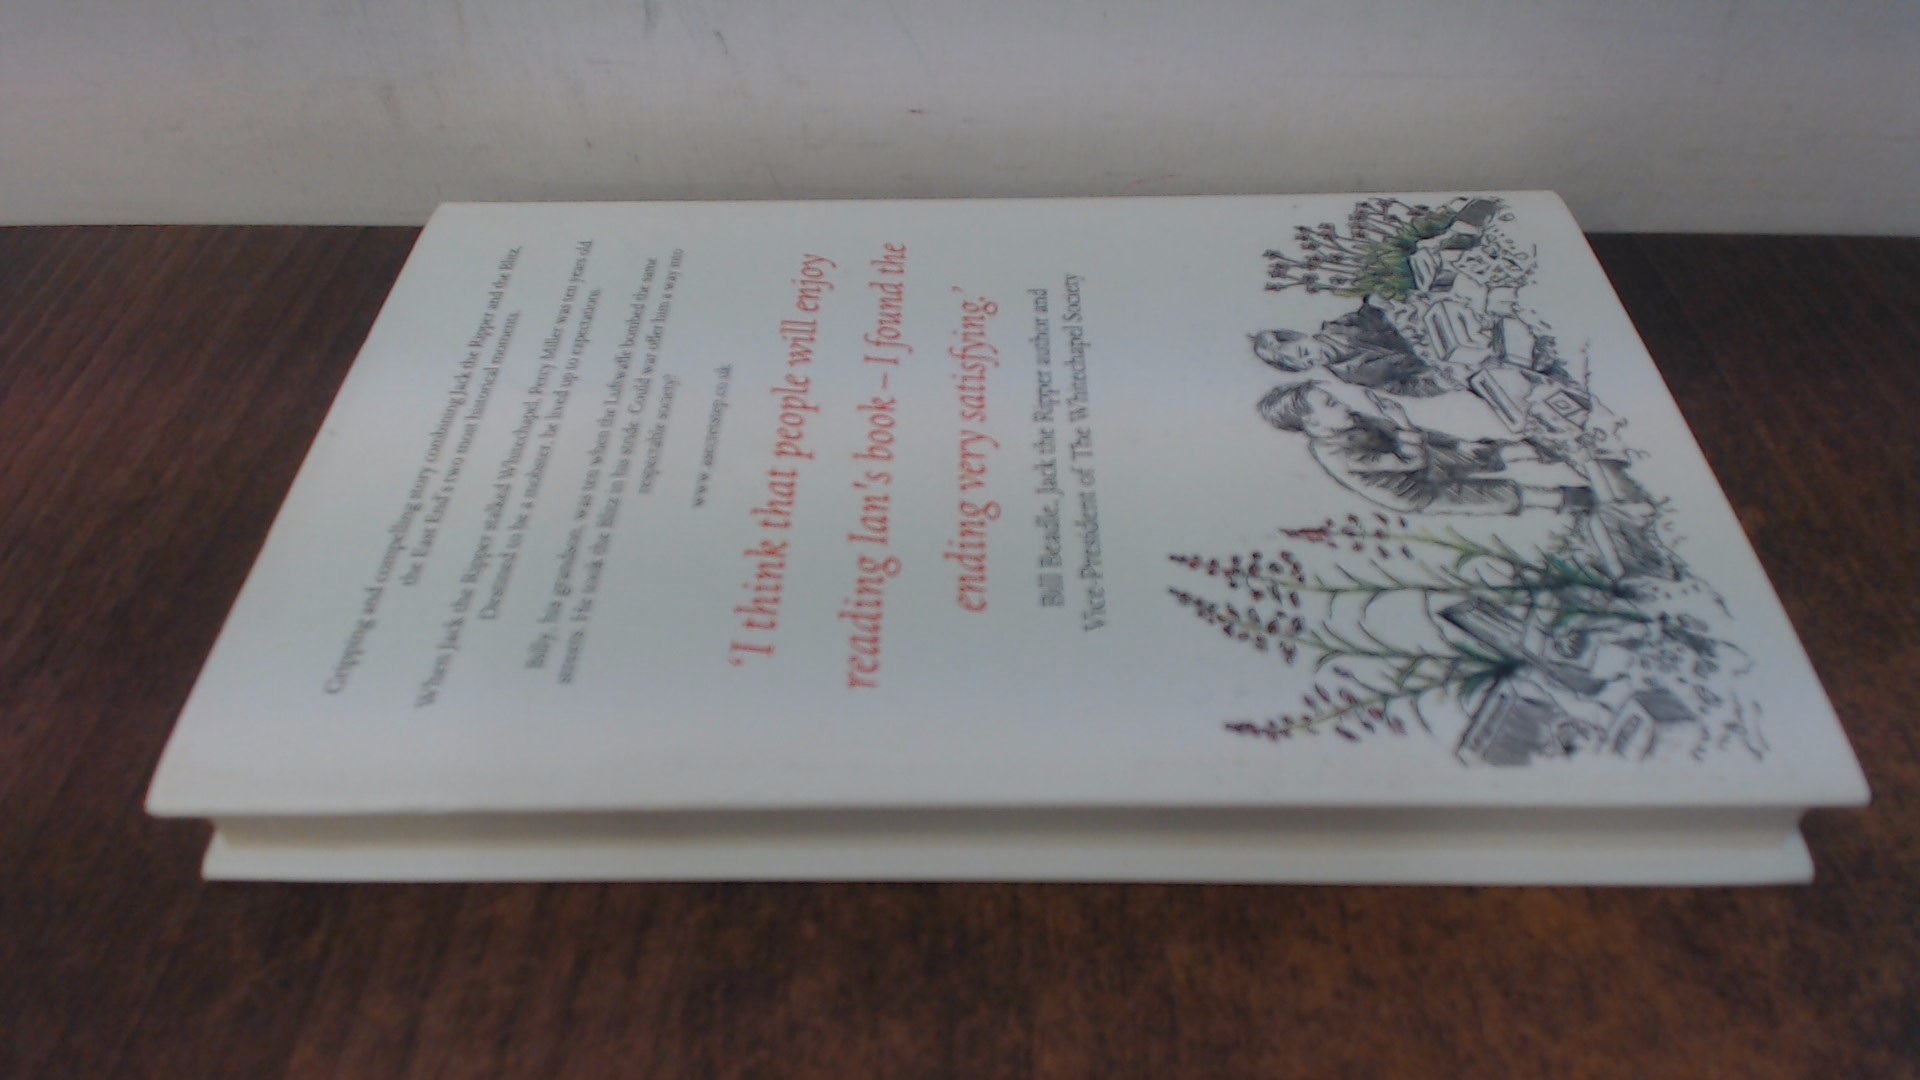 Gripping and compelling story combining Jack the Ripper and the Blitz,
the East End's two most historical moments.
When Jack the Ripper stalked Whitechapel, Percy Miller was ten years old.
Destined to be a mobster, he lived up to expectations.
Billy, his grandson, was ten when the Luftwaffe bombed the same
streets. He took the Blitz in his stride. Could war offer him a way into
respectable society?
'I think that people will enjoy
reading Ian's book – I found the
ending very satisfying.'
Bill Beadle, Jack the Ripper author and
Vice-President of The Whitechapel Society